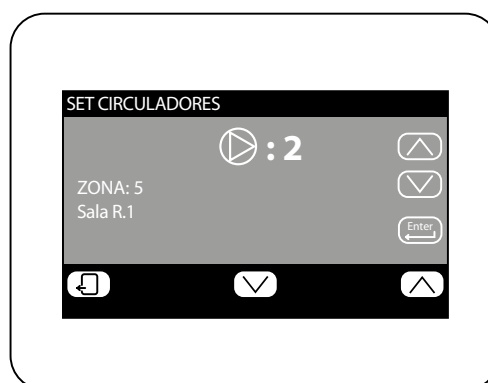 SET CIRCULADORES
: 2
ZONA: 5
Sala R.1
Enter